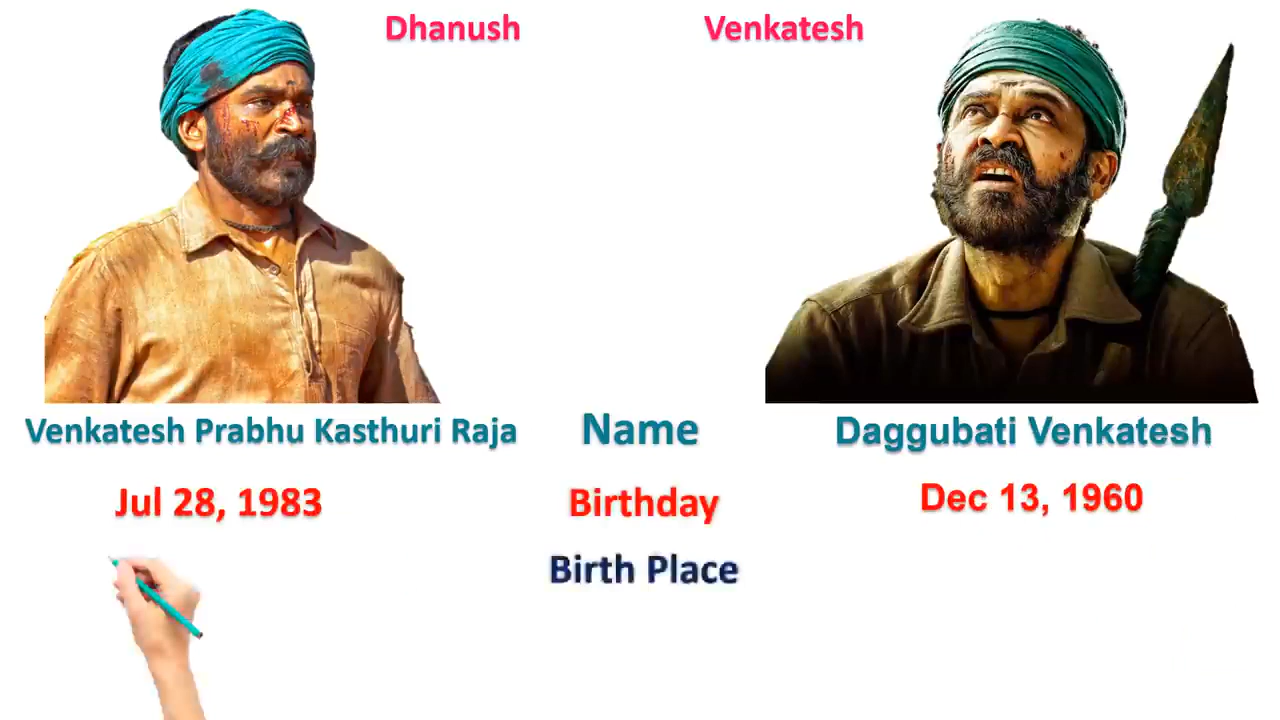 Dhanush
Venkatesh
Venkatesh Prabhu Kasthuri Raja
Name
Daggubati Venkatesh
Jul 28, 1983
Birthday
Dec 13, 1960
Birth Place